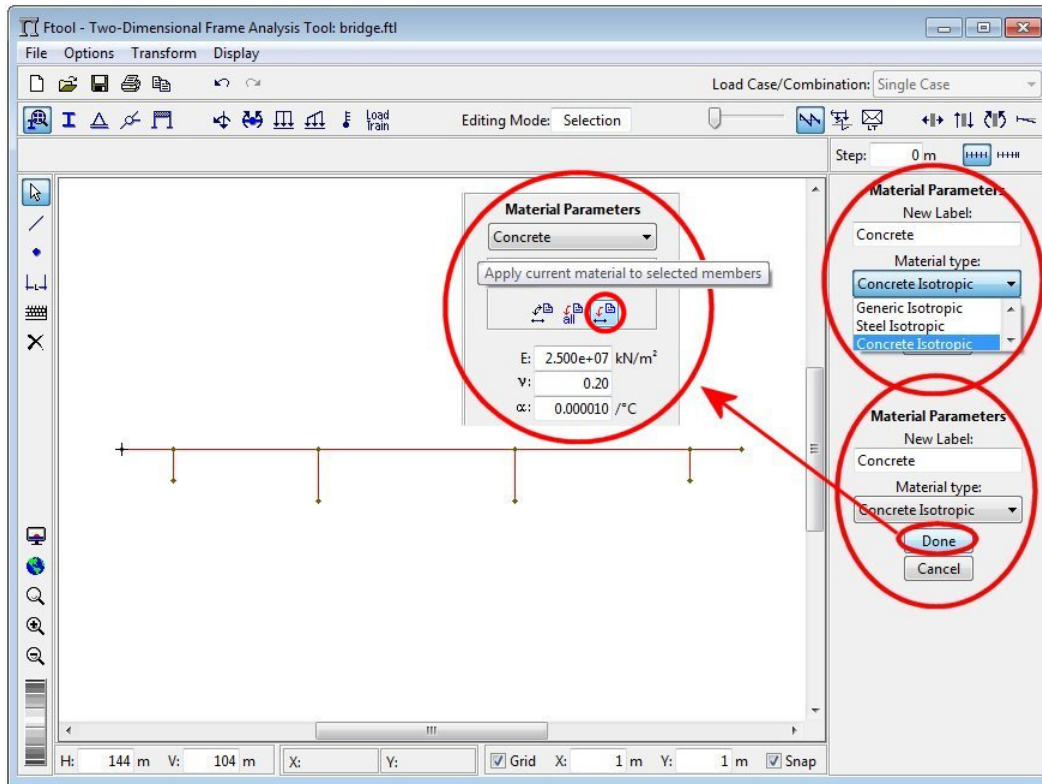 Ftool - Two-Dimensional Frame Analysis Tool: bridge.ftl
File Options Transform Display
Load Case/Combination: Single Case
Load Train
Editing Mode: Selection
LT
Step: 0 m
Material Parameters
New Label:
Concrete
Material type:
Concrete Isotropic
Generic Isotropic
Steel Isotropic
Concrete Isotropic
Material Parameters
Concrete
Apply current material to selected members
all
E: 2.500e+07 kN/m²
ν: 0.20
α: 0.000010 /°C
Material Parameters
New Label:
Concrete
Material type:
Concrete Isotropic
Done
Cancel
H: 144 m V: 104 m X: Y: Grid X: 1 m Y: 1 m Snap